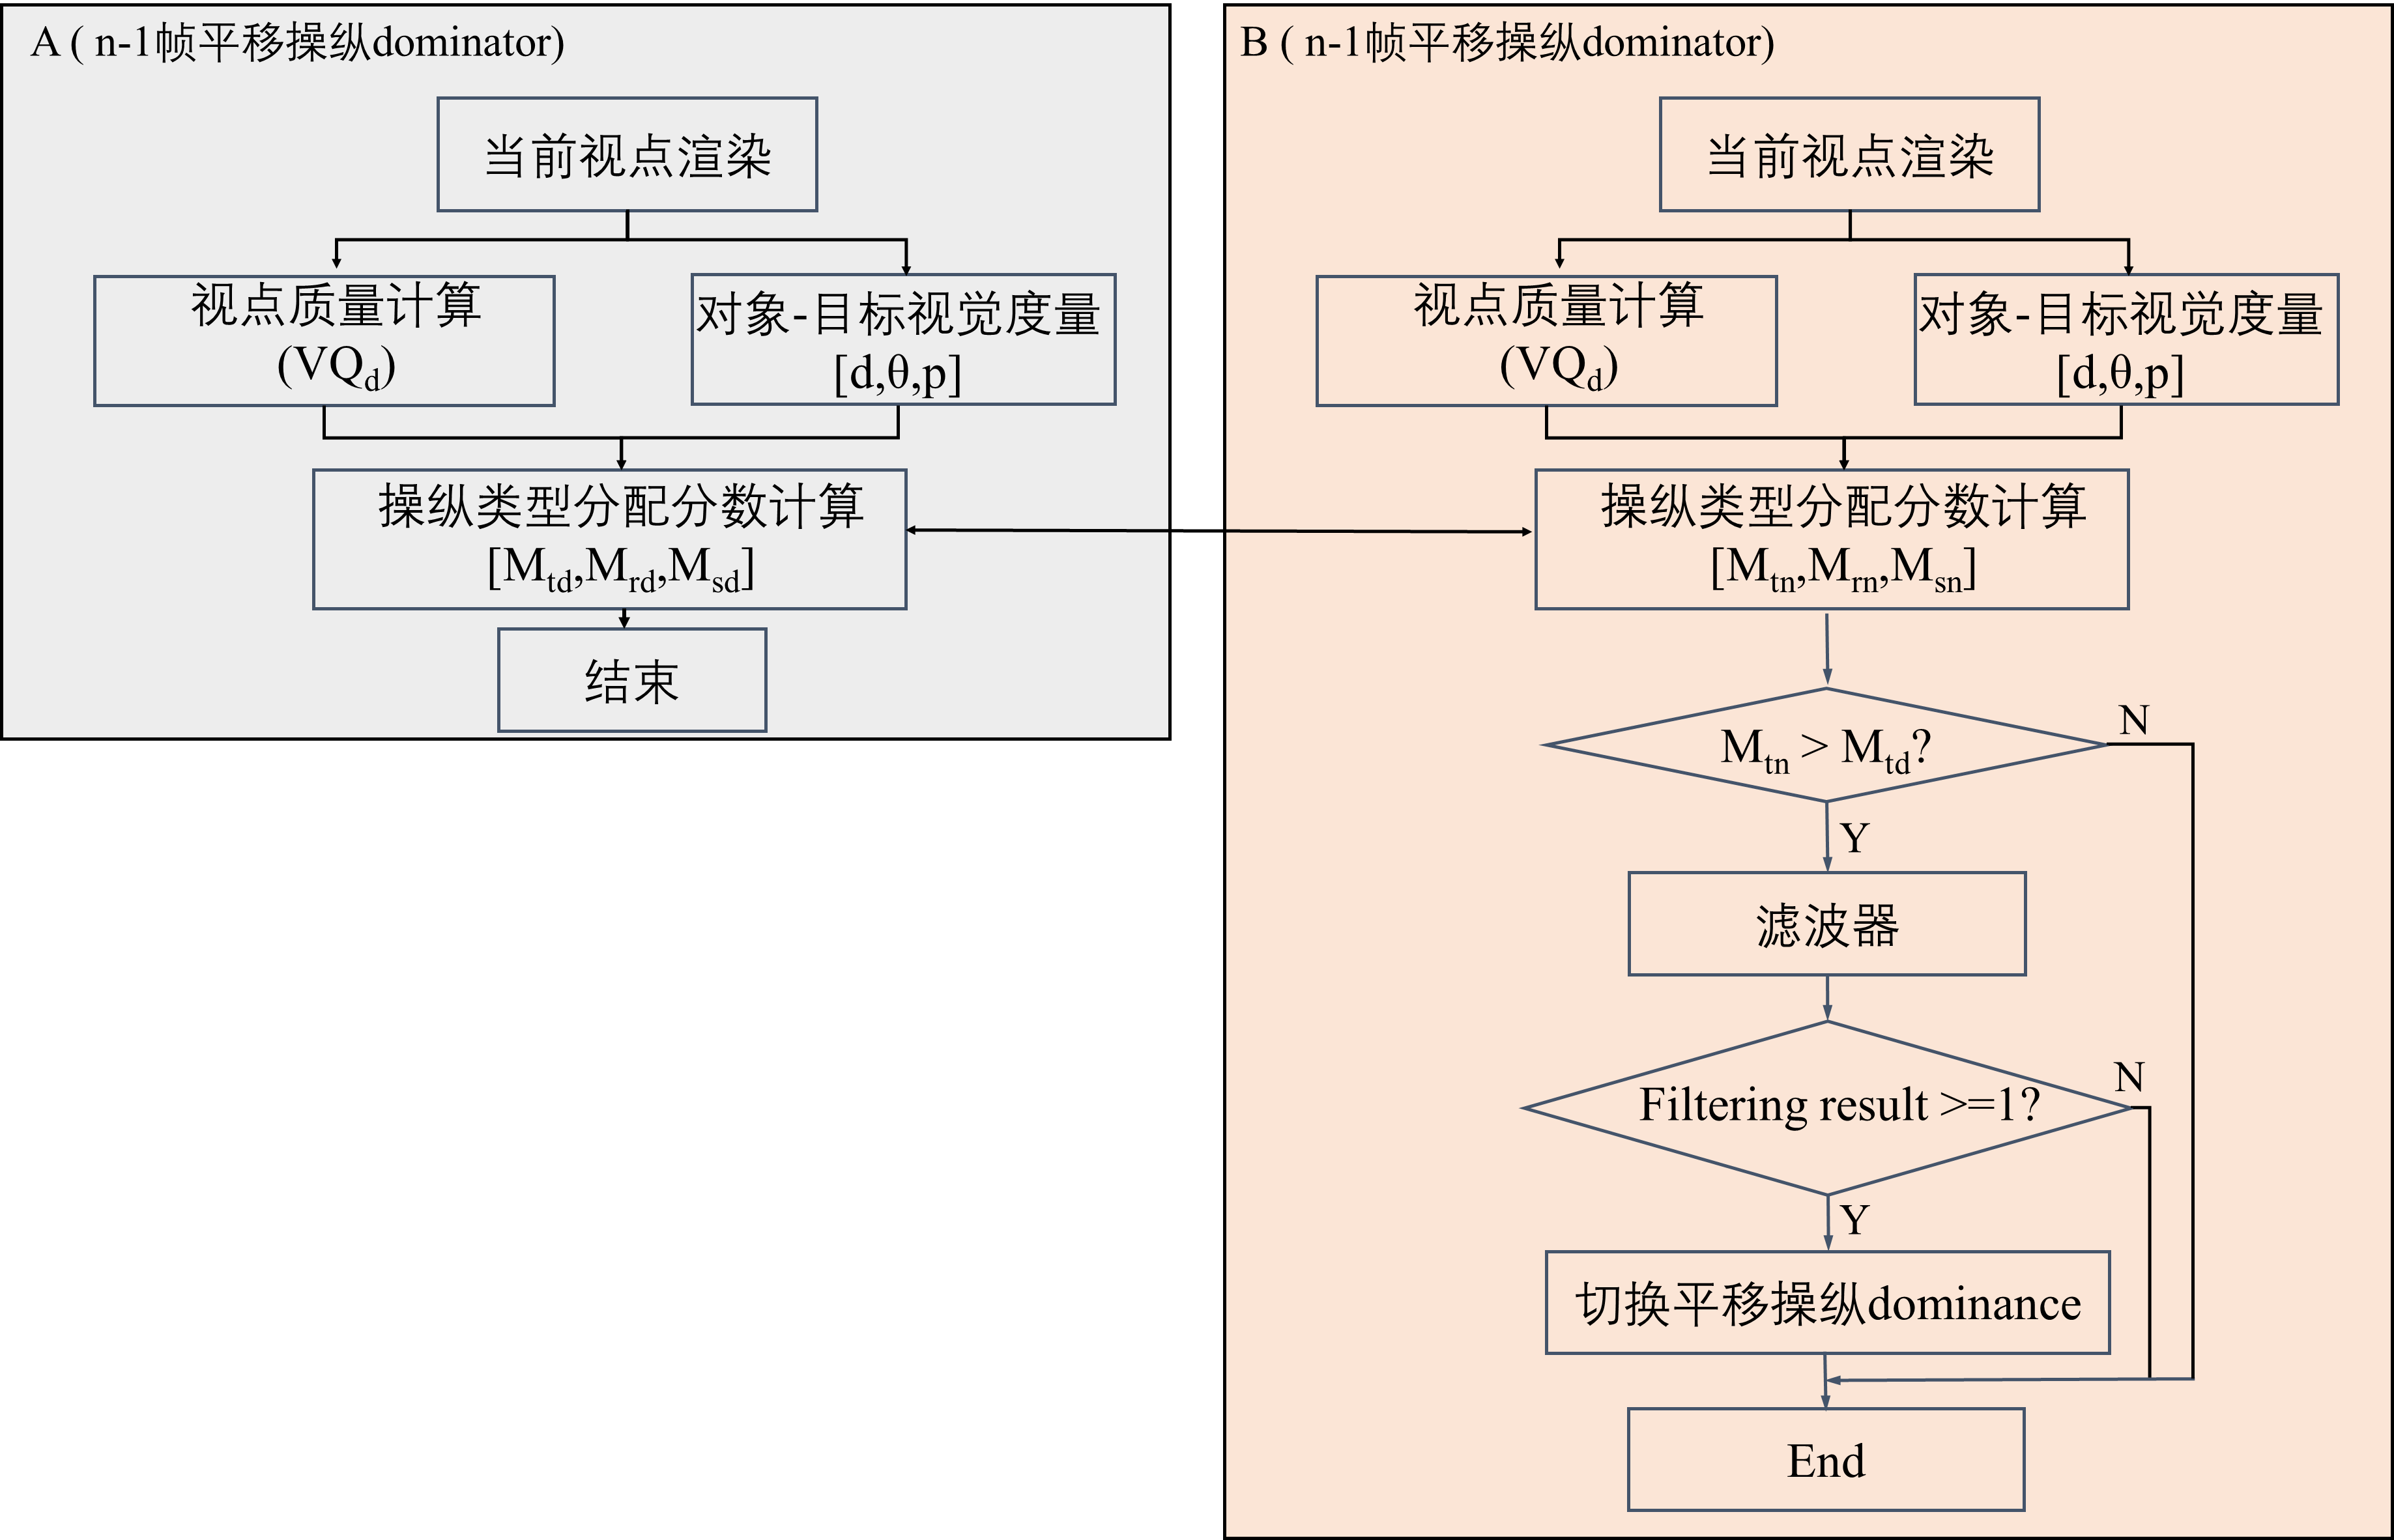 A ( n-1帧平移操纵dominator)
当前视点渲染
视点质量计算
(VQd)
对象-目标视觉度量
[d,θ,p]
操纵类型分配分数计算
[Mtd,Mrd,Msd]
结束
B ( n-1帧平移操纵dominator)
当前视点渲染
视点质量计算
(VQd)
对象-目标视觉度量
[d,θ,p]
操纵类型分配分数计算
[Mtn,Mrn,Msn]
Mtn > Mtd?
N
Y
滤波器
Filtering result >=1?
N
Y
切换平移操纵dominance
End